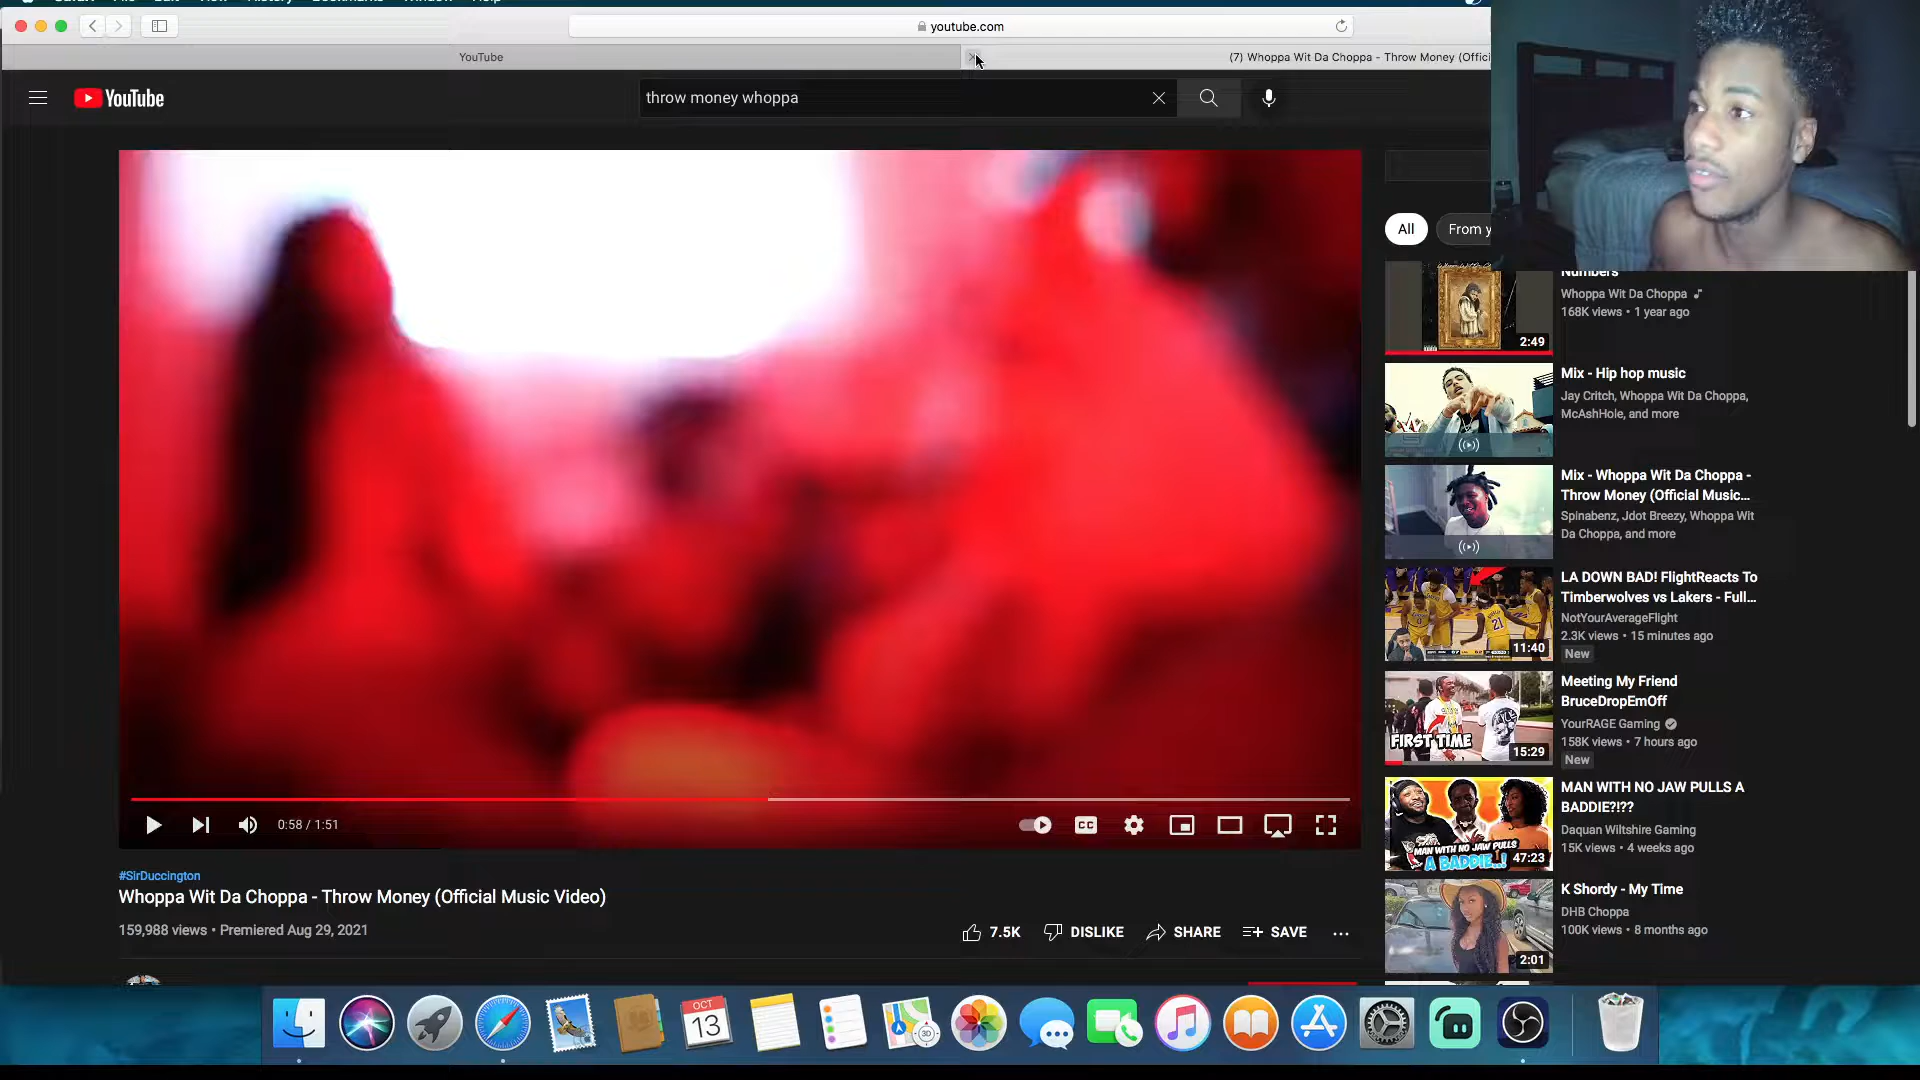 youtube.com
YouTube
(7) Whoppa Wit Da Choppa - Throw Money (Offici
YouTube
throw money whoppa
All
From y
Numbers
Whoppa Wit Da Choppa
168K views • 1 year ago
2:49
Mix - Hip hop music
Jay Critch, Whoppa Wit Da Choppa,
McAshHole, and more
Mix - Whoppa Wit Da Choppa -
Throw Money (Official Music...
Spinabenz, Jdot Breezy, Whoppa Wit
Da Choppa, and more
LA DOWN BAD! FlightReacts To
Timberwolves vs Lakers - Full...
NotYourAverageFlight
2.3K views • 15 minutes ago
11:40
New
Meeting My Friend
BruceDropEmOff
YourRAGE Gaming
158K views • 7 hours ago
FIRST TIME
15:29
New
MAN WITH NO JAW PULLS A
BADDIE?!??
Daquan Wiltshire Gaming
15K views • 4 weeks ago
MAN WITH NO JAW PULLS
A BADDIE..!
47:23
K Shordy - My Time
DHB Choppa
100K views • 8 months ago
2:01
0:58 / 1:51
CC
#SirDuccington
Whoppa Wit Da Choppa - Throw Money (Official Music Video)
159,988 views • Premiered Aug 29, 2021
7.5K
DISLIKE
SHARE
SAVE
OCT
13
3D